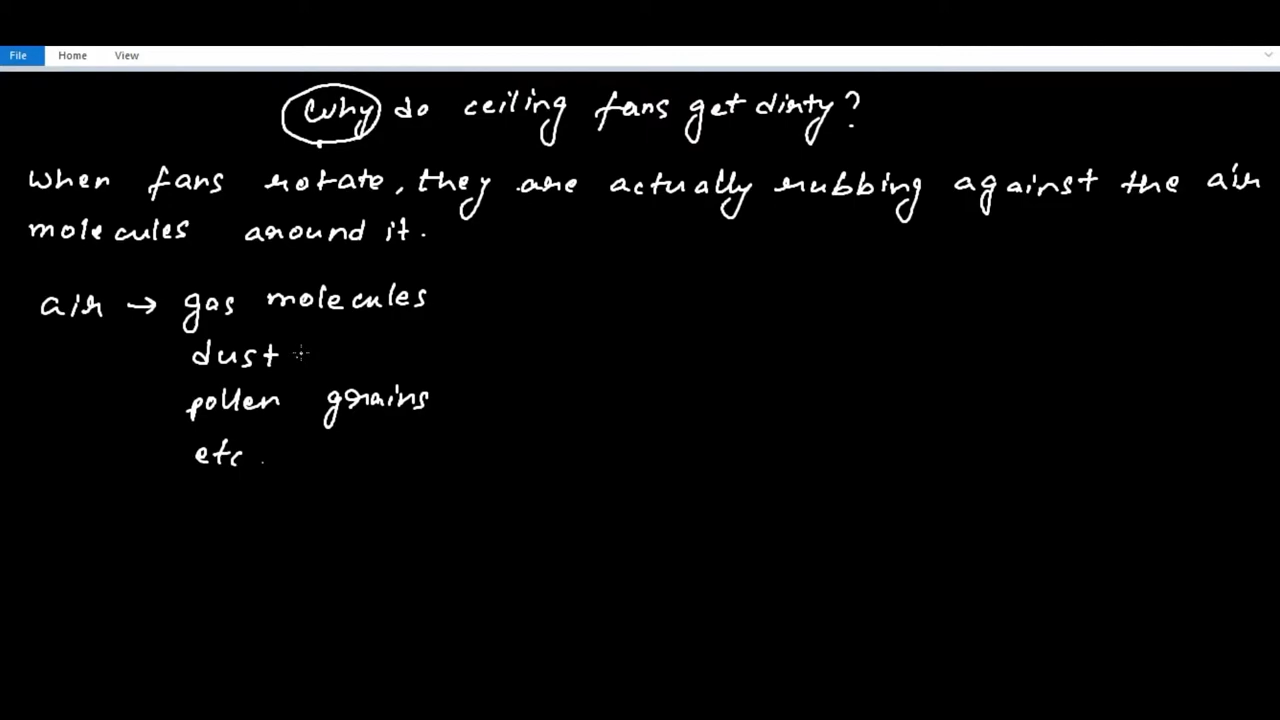 File Home View
Why do ceiling fans get dirty?
When fans rotate, they are actually rubbing against the air
molecules around it.
air → gas molecules
dust
pollen grains
etc.